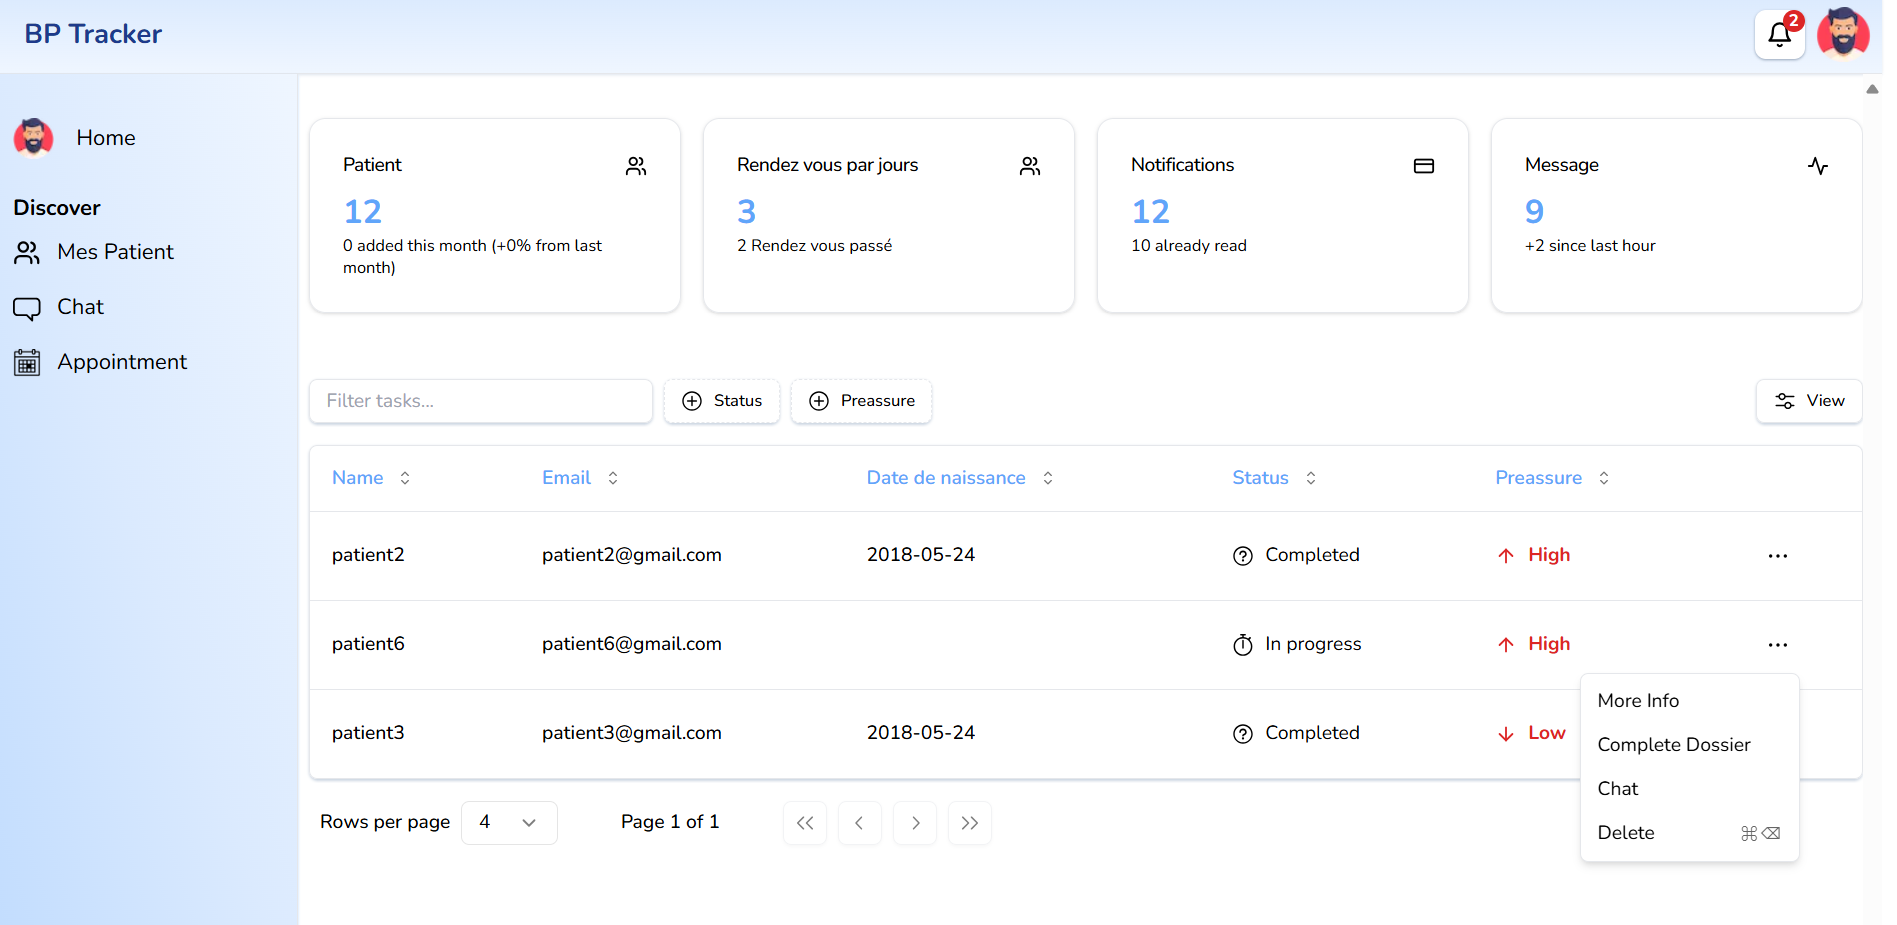 BP Tracker
2
Home
Discover
Mes Patient
Chat
Appointment
Patient
12
0 added this month (+0% from last
month)
Rendez vous par jours
3
2 Rendez vous passé
Notifications
12
10 already read
Message
9
+2 since last hour
Filter tasks...
Status
Preassure
View
Name Email Date de naissance Status Preassure
patient2 patient2@gmail.com 2018-05-24 Completed High
patient6 patient6@gmail.com In progress High
patient3 patient3@gmail.com 2018-05-24 Completed Low
More Info
Complete Dossier
Chat
Delete ⌘⌫
Rows per page 4 Page 1 of 1